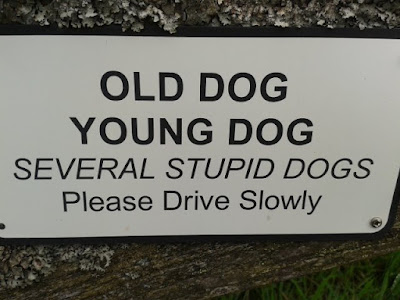 OLD DOG
YOUNG DOG
SEVERAL STUPID DOGS
Please Drive Slowly